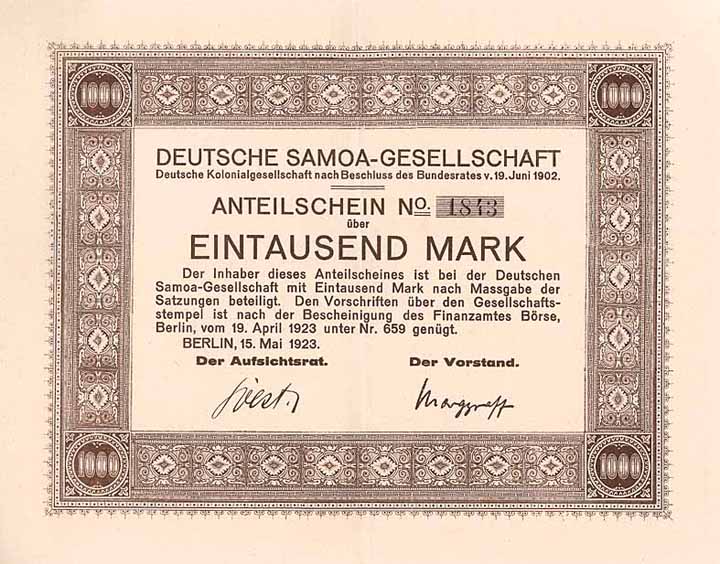 1000 1000
DEUTSCHE SAMOA-GESELLSCHAFT
Deutsche Kolonialgesellschaft nach Beschluss des Bundesrates v. 19. Juni 1902.
ANTEILSCHEIN No. 1843
über
EINTAUSEND MARK
Der Inhaber dieses Anteilscheines ist bei der Deutschen
Samoa-Gesellschaft mit Eintausend Mark nach Massgabe der
Satzungen beteiligt. Den Vorschriften über den Gesellschafts-
stempel ist nach der Bescheinigung des Finanzamtes Börse,
Berlin, vom 19. April 1923 unter Nr. 659 genügt.
BERLIN, 15. Mai 1923.
Der Aufsichtsrat. Der Vorstand.
Marggraff
1000 1000